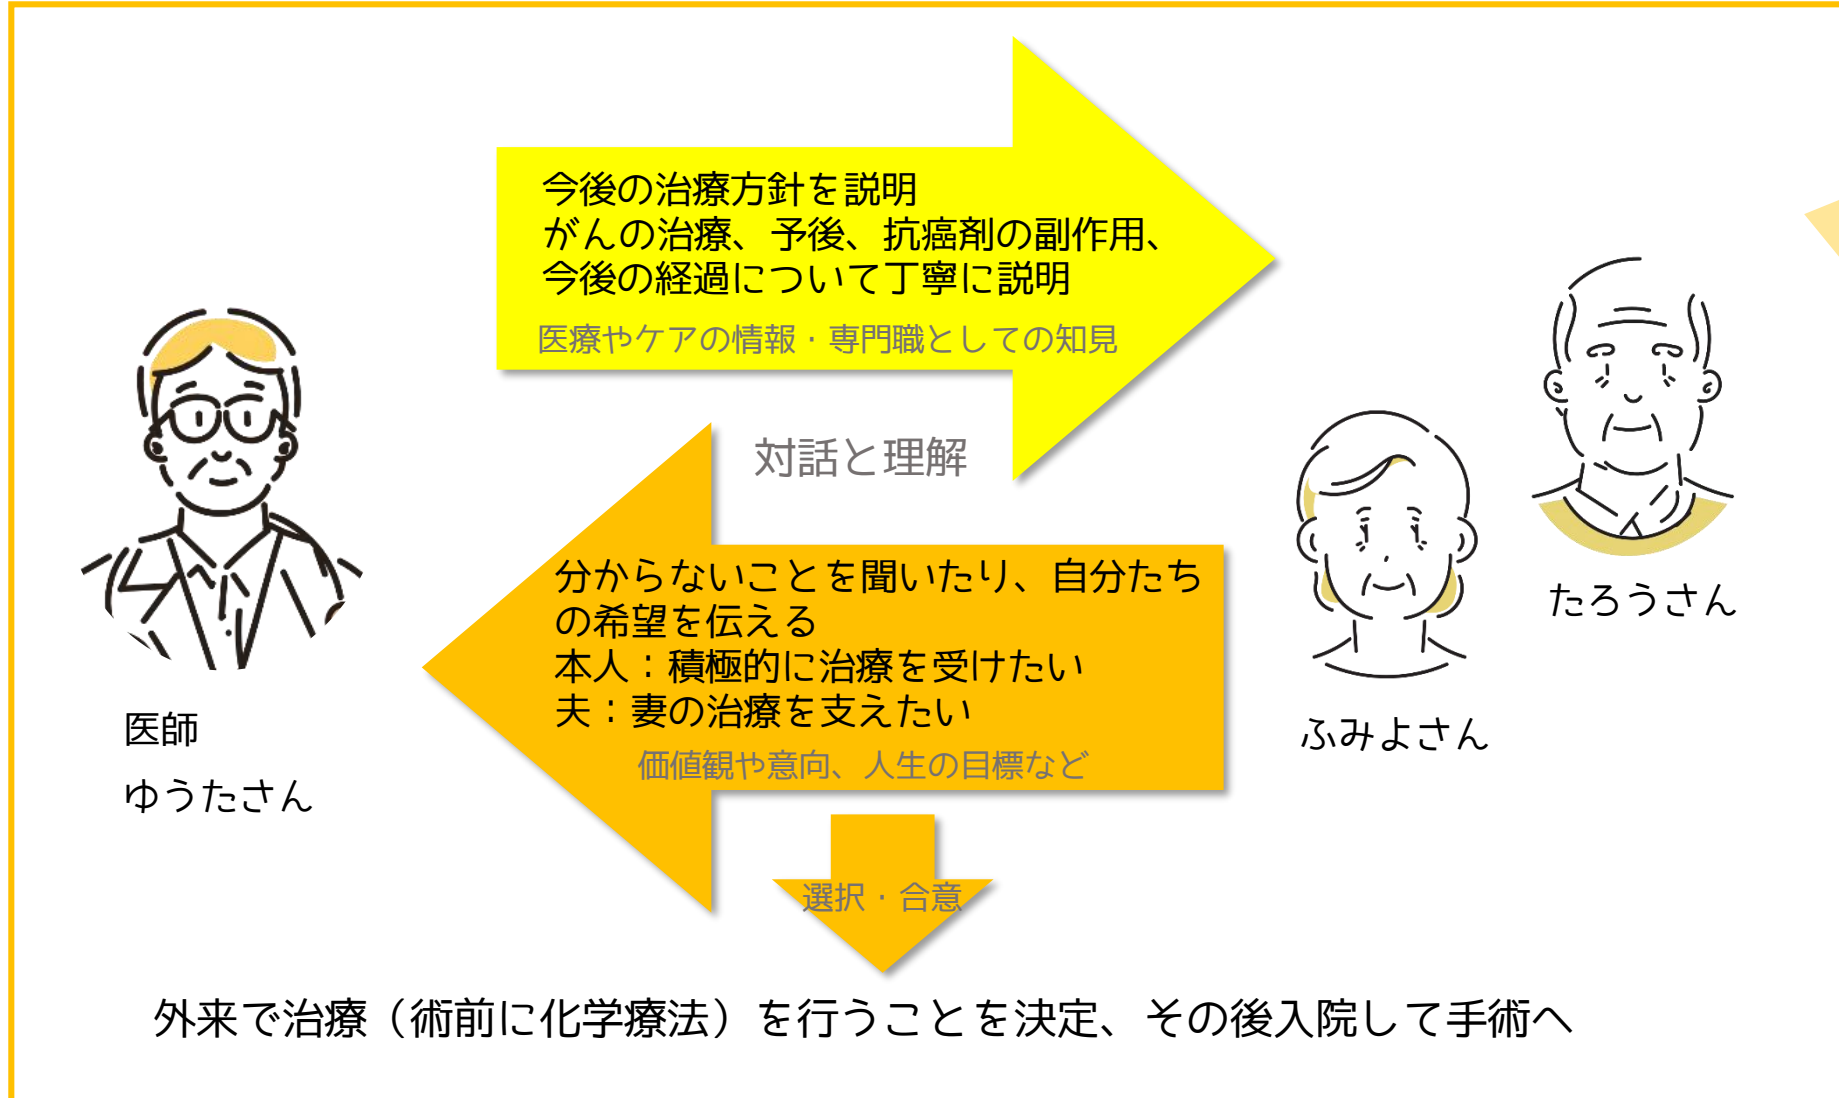 今後の治療方針を説明
がんの治療、予後、抗癌剤の副作用、
今後の経過について丁寧に説明
医療やケアの情報・専門職としての知見
対話と理解
分からないことを聞いたり、自分たち
の希望を伝える
本人：積極的に治療を受けたい
夫：妻の治療を支えたい
価値観や意向、人生の目標など
医師
ゆうたさん
たろうさん
ふみよさん
選択・合意
外来で治療（術前に化学療法）を行うことを決定、その後入院して手術へ